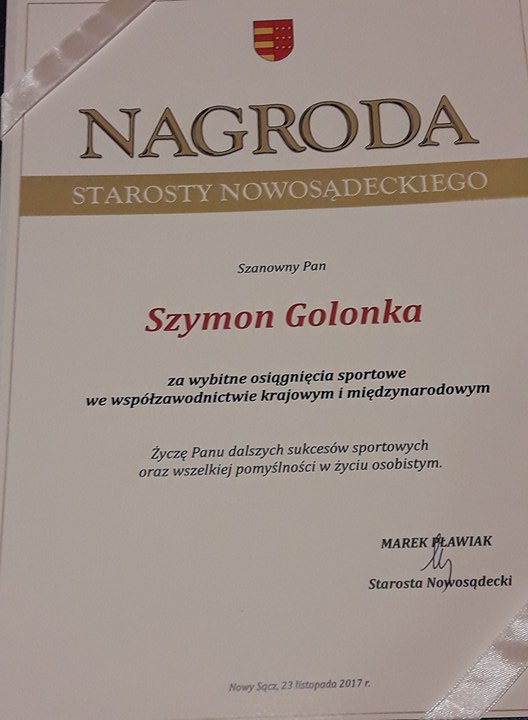 NAGRODA
STAROSTY NOWOSĄDECKIEGO
Szanowny Pan
Szymon Golonka
za wybitne osiągnięcia sportowe
we współzawodnictwie krajowym i międzynarodowym
Życzę Panu dalszych sukcesów sportowych
oraz wszelkiej pomyślności w życiu osobistym.
MAREK PŁAWIAK
Starosta Nowosądecki
Nowy Sącz, 23 listopada 2017 r.